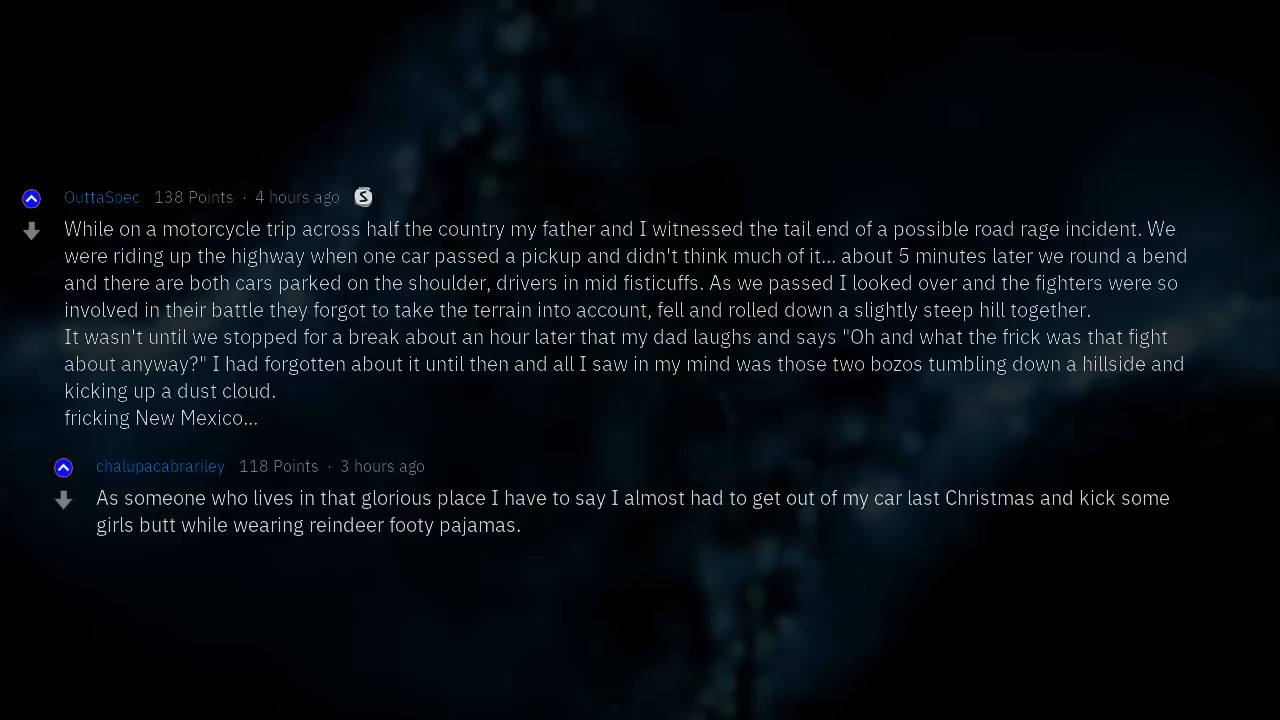 OuttaSpec 138 Points · 4 hours ago S
While on a motorcycle trip across half the country my father and I witnessed the tail end of a possible road rage incident. We
were riding up the highway when one car passed a pickup and didn't think much of it... about 5 minutes later we round a bend
and there are both cars parked on the shoulder, drivers in mid fisticuffs. As we passed I looked over and the fighters were so
involved in their battle they forgot to take the terrain into account, fell and rolled down a slightly steep hill together.
It wasn't until we stopped for a break about an hour later that my dad laughs and says "Oh and what the frick was that fight
about anyway?" I had forgotten about it until then and all I saw in my mind was those two bozos tumbling down a hillside and
kicking up a dust cloud.
fricking New Mexico...
chalupacabrariley 118 Points · 3 hours ago
As someone who lives in that glorious place I have to say I almost had to get out of my car last Christmas and kick some
girls butt while wearing reindeer footy pajamas.